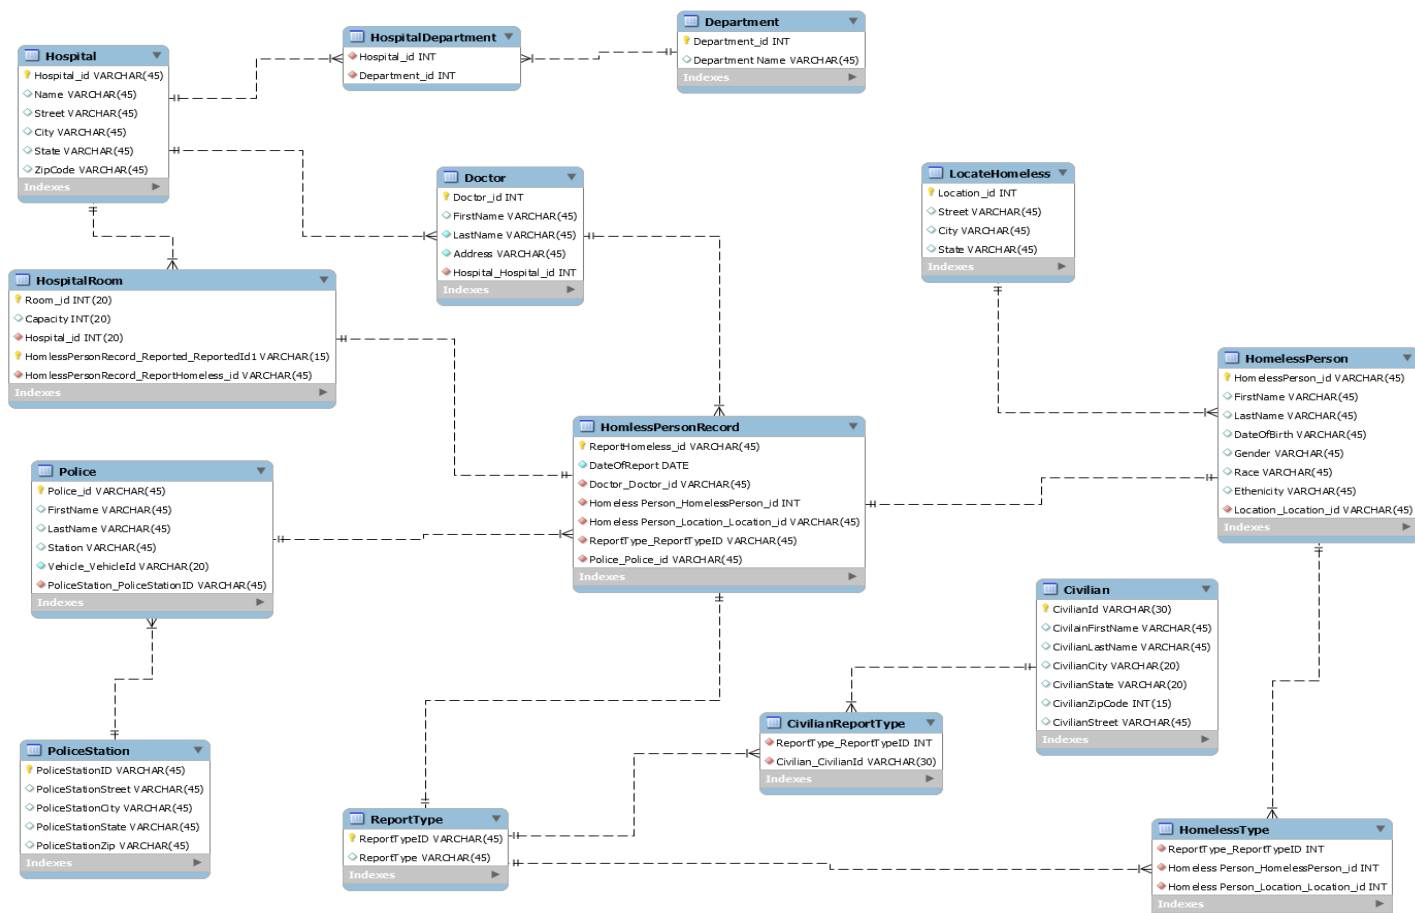 Hospital
Hospital_id VARCHAR(45)
Name VARCHAR(45)
Street VARCHAR(45)
City VARCHAR(45)
State VARCHAR(45)
ZipCode VARCHAR(45)
Indexes
HospitalDepartment
Hospital_id INT
Department_id INT
Department
Department_id INT
Department Name VARCHAR(45)
Indexes
Doctor
Doctor_id INT
FirstName VARCHAR(45)
LastName VARCHAR(45)
Address VARCHAR(45)
Hospital_Hospital_id INT
Indexes
LocateHomeless
Location_id INT
Street VARCHAR(45)
City VARCHAR(45)
State VARCHAR(45)
Indexes
HospitalRoom
Room_id INT(20)
Capacity INT(20)
Hospital_id INT(20)
HomlessPersonRecord_Reported_ReportedId1 VARCHAR(15)
HomlessPersonRecord_ReportHomeless_id VARCHAR(45)
Indexes
HomelessPerson
HomelessPerson_id VARCHAR(45)
FirstName VARCHAR(45)
LastName VARCHAR(45)
DateOfBirth VARCHAR(45)
Gender VARCHAR(45)
Race VARCHAR(45)
Ethenicity VARCHAR(45)
Location_Location_id VARCHAR(45)
Indexes
HomlessPersonRecord
ReportHomeless_id VARCHAR(45)
DateOfReport DATE
Doctor_Doctor_id VARCHAR(45)
Homeless Person_HomelessPerson_id INT
Homeless Person_Location_Location_id VARCHAR(45)
ReportType_ReportTypeID VARCHAR(45)
Police_Police_id VARCHAR(45)
Indexes
Police
Police_id VARCHAR(45)
FirstName VARCHAR(45)
LastName VARCHAR(45)
Station VARCHAR(45)
Vehicle_VehicleId VARCHAR(20)
PoliceStation_PoliceStationID VARCHAR(45)
Indexes
Civilian
CivilianId VARCHAR(30)
CivilainFirstName VARCHAR(45)
CivilianLastName VARCHAR(45)
CivilianCity VARCHAR(20)
CivilianState VARCHAR(20)
CivilianZipCode INT(15)
CivilianStreet VARCHAR(45)
Indexes
PoliceStation
PoliceStationID VARCHAR(45)
PoliceStationStreet VARCHAR(45)
PoliceStationCity VARCHAR(45)
PoliceStationState VARCHAR(45)
PoliceStationZip VARCHAR(45)
Indexes
CivilianReportType
ReportType_ReportTypeID INT
Civilian_CivilianId VARCHAR(30)
Indexes
ReportType
ReportTypeID VARCHAR(45)
ReportType VARCHAR(45)
Indexes
HomelessType
ReportType_ReportTypeID INT
Homeless Person_HomelessPerson_id INT
Homeless Person_Location_Location_id INT
Indexes